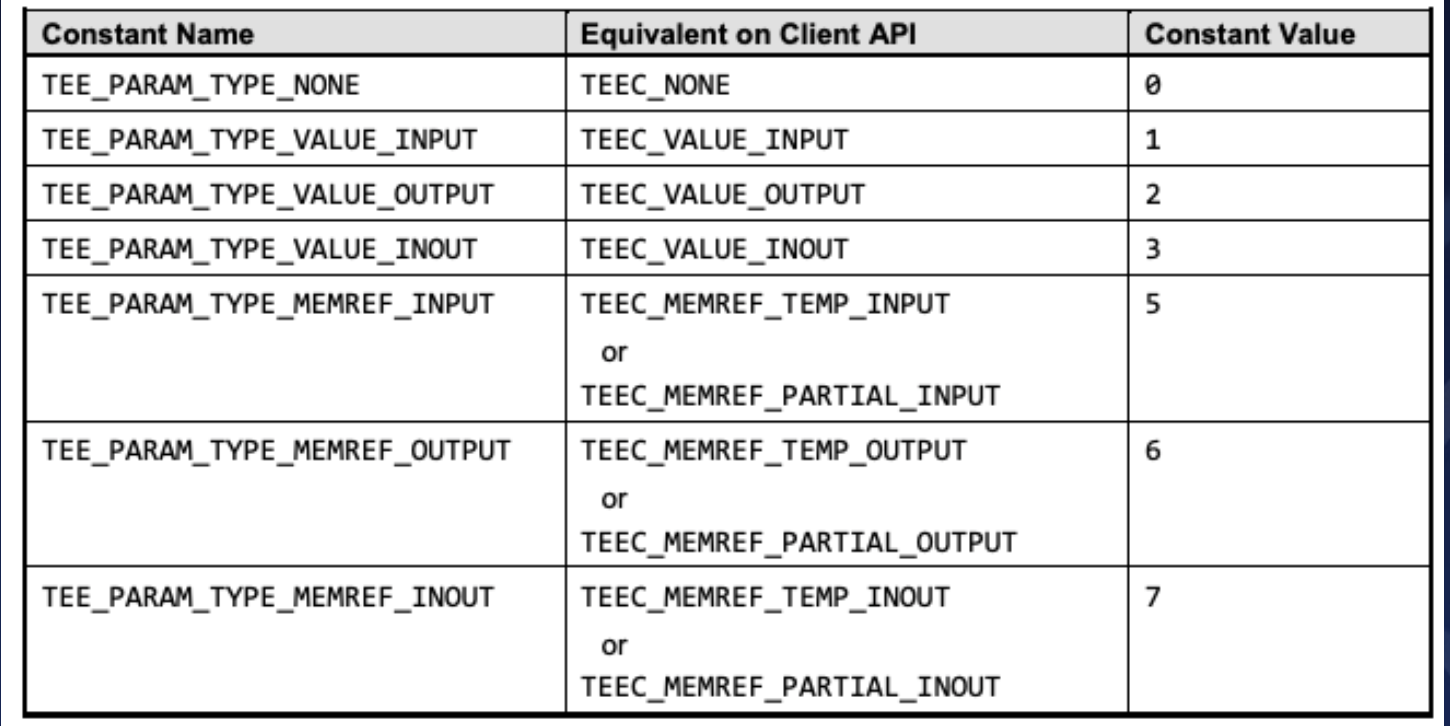 Constant Name Equivalent on Client API Constant Value
TEE_PARAM_TYPE_NONE TEEC_NONE 0
TEE_PARAM_TYPE_VALUE_INPUT TEEC_VALUE_INPUT 1
TEE_PARAM_TYPE_VALUE_OUTPUT TEEC_VALUE_OUTPUT 2
TEE_PARAM_TYPE_VALUE_INOUT TEEC_VALUE_INOUT 3
TEE_PARAM_TYPE_MEMREF_INPUT TEEC_MEMREF_TEMP_INPUT 5
or
TEEC_MEMREF_PARTIAL_INPUT
TEE_PARAM_TYPE_MEMREF_OUTPUT TEEC_MEMREF_TEMP_OUTPUT 6
or
TEEC_MEMREF_PARTIAL_OUTPUT
TEE_PARAM_TYPE_MEMREF_INOUT TEEC_MEMREF_TEMP_INOUT 7
or
TEEC_MEMREF_PARTIAL_INOUT